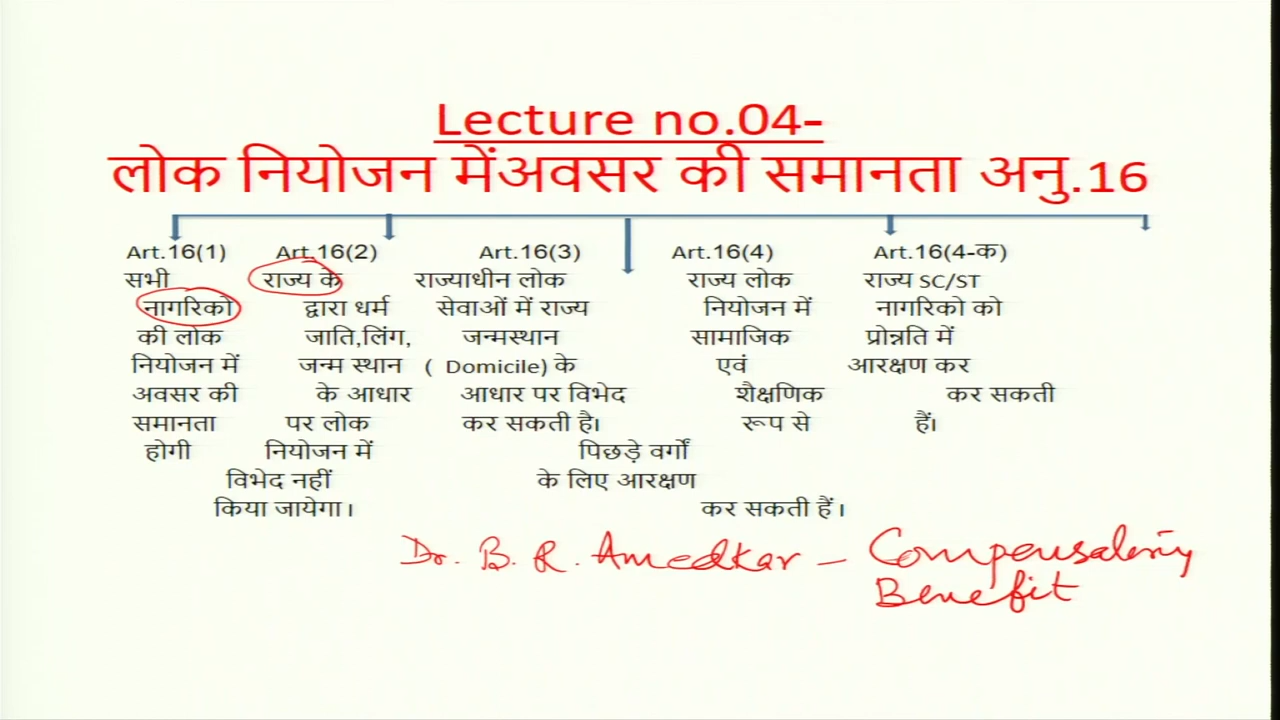 Lecture no.04-
लोक नियोजन मेंअवसर की समानता अनु.16
Art.16(1) Art.16(2) Art.16(3) Art.16(4) Art.16(4-क)
सभी राज्य के राज्याधीन लोक राज्य लोक राज्य SC/ST
नागरिको द्वारा धर्म सेवाओं में राज्य नियोजन में नागरिको को
की लोक जाति,लिंग, जन्मस्थान सामाजिक प्रोन्नति में
नियोजन में जन्म स्थान ( Domicile) के एवं आरक्षण कर
अवसर की के आधार आधार पर विभेद शैक्षणिक कर सकती
समानता पर लोक कर सकती है। रूप से हैं।
होगी नियोजन में पिछड़े वर्गों
विभेद नहीं के लिए आरक्षण
किया जायेगा। कर सकती हैं।
Dr. B. R. Amedkar - Compensatory
Benefit